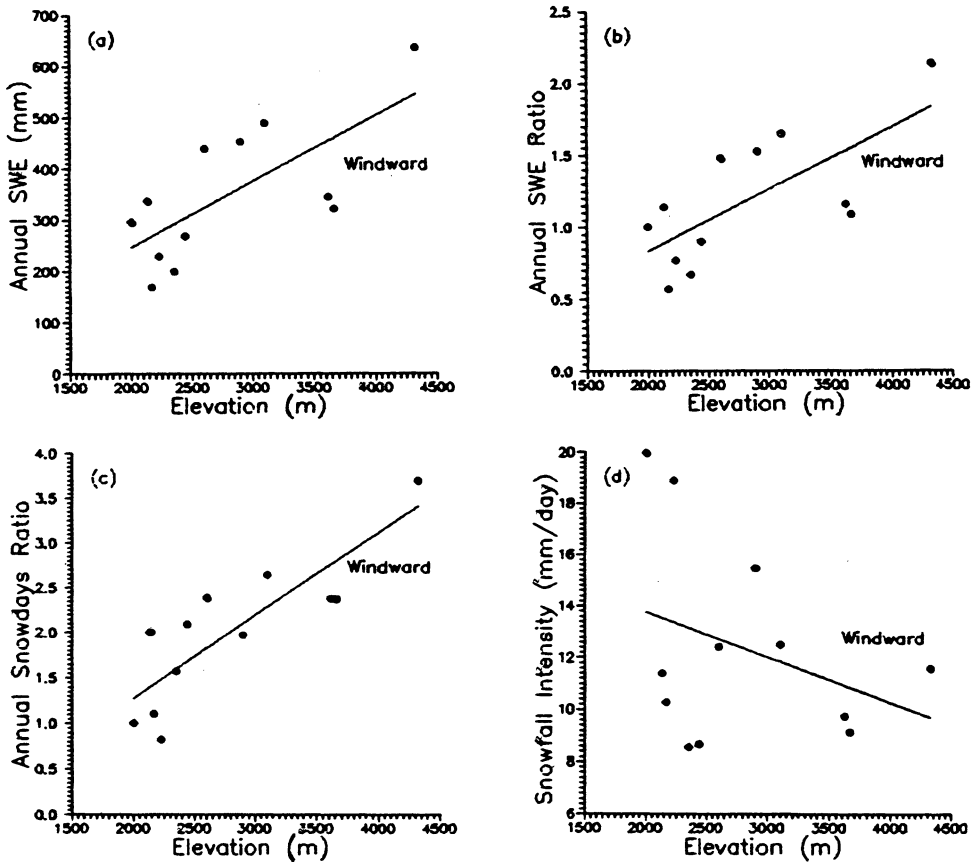 (a)
Annual SWE (mm)
700
600
500
400
300
200
100
0
Windward
1500 2000 2500 3000 3500 4000 4500
Elevation (m)
(b)
Annual SWE Ratio
2.5
2.0
1.5
1.0
0.5
0.0
Windward
1500 2000 2500 3000 3500 4000 4500
Elevation (m)
(c)
Annual Snowdays Ratio
4.0
3.5
3.0
2.5
2.0
1.5
1.0
0.5
0.0
Windward
1500 2000 2500 3000 3500 4000 4500
Elevation (m)
(d)
Snowfall Intensity (mm/day)
20
18
16
14
12
10
8
6
Windward
1500 2000 2500 3000 3500 4000 4500
Elevation (m)